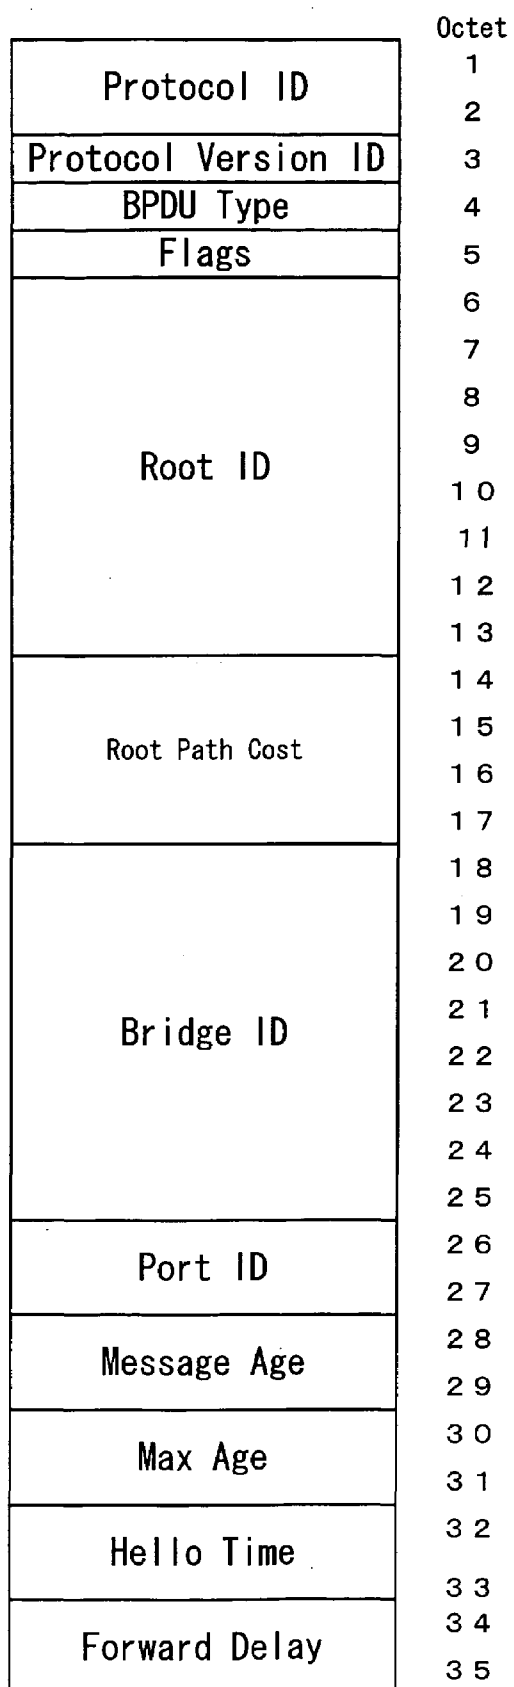 Octet
Protocol ID
1
2
Protocol Version ID 3
BPDU Type 4
Flags 5
6
7
8
9
Root ID
10
11
12
13
14
15
Root Path Cost
16
17
18
19
20
21
Bridge ID
22
23
24
25
26
Port ID
27
28
Message Age
29
30
Max Age
31
32
Hello Time
33
34
Forward Delay
35